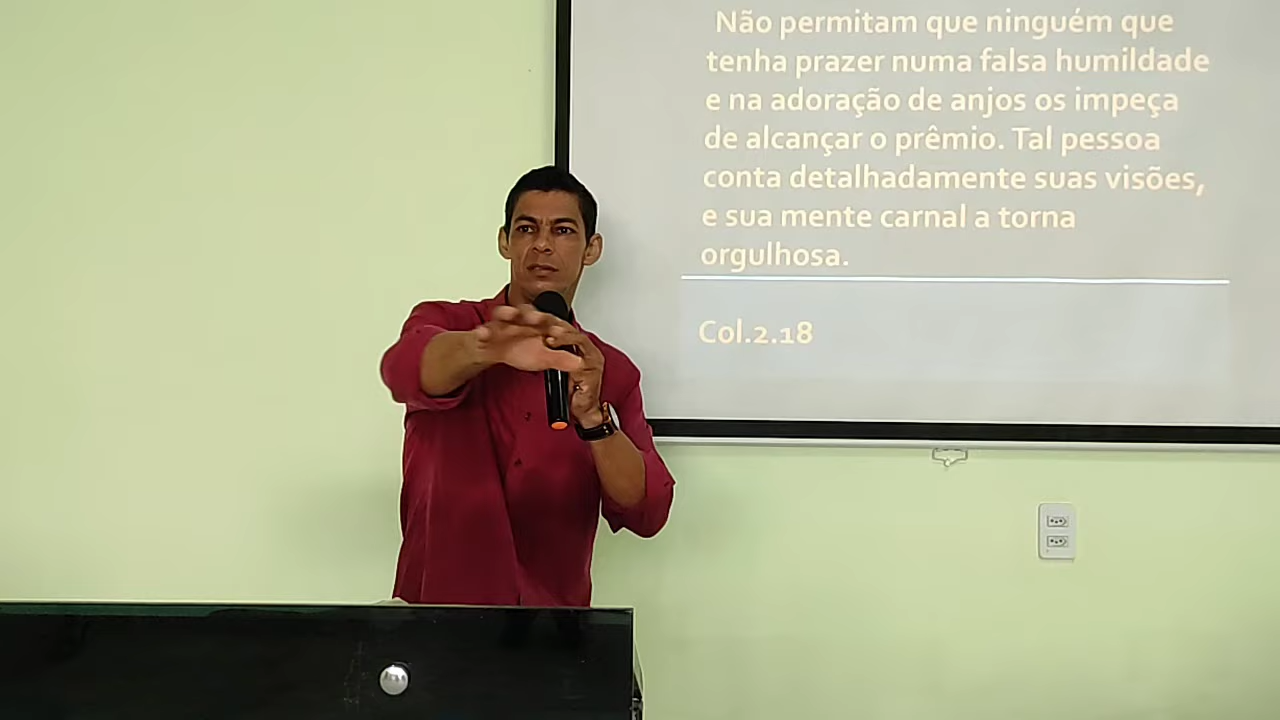 Não permitam que ninguém que
tenha prazer numa falsa humildade
e na adoração de anjos os impeça
de alcançar o prêmio. Tal pessoa
conta detalhadamente suas visões,
e sua mente carnal a torna
orgulhosa.
Col.2.18